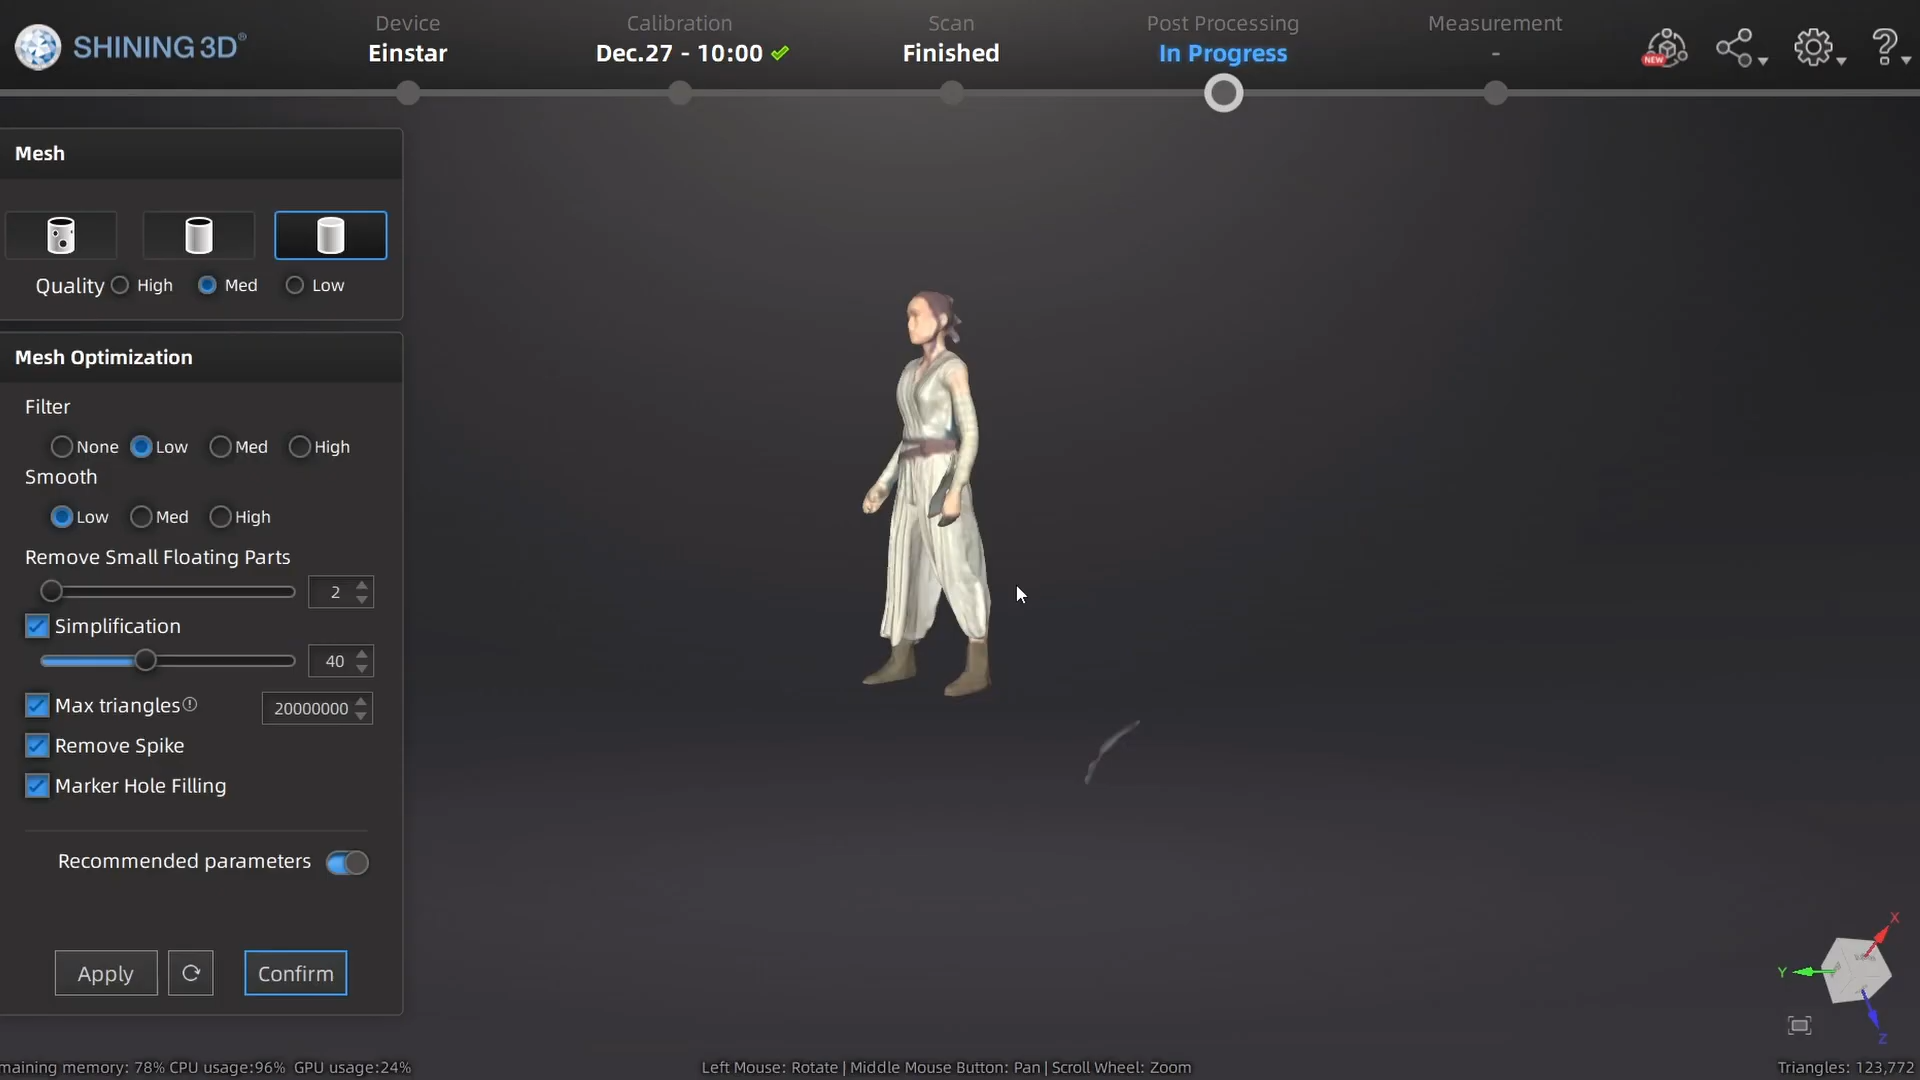 SHINING 3D®
Device
Einstar
Calibration
Dec.27 - 10:00
Scan
Finished
Post Processing
In Progress
Measurement
-
NEW
Mesh
Quality High Med Low
Mesh Optimization
Filter
None Low Med High
Smooth
Low Med High
Remove Small Floating Parts
2
Simplification
40
Max triangles 20000000
Remove Spike
Marker Hole Filling
Recommended parameters
Apply Confirm
X
Y
Z
maining memory: 78% CPU usage:96% GPU usage:24%
Left Mouse: Rotate | Middle Mouse Button: Pan | Scroll Wheel: Zoom
Triangles: 123,772